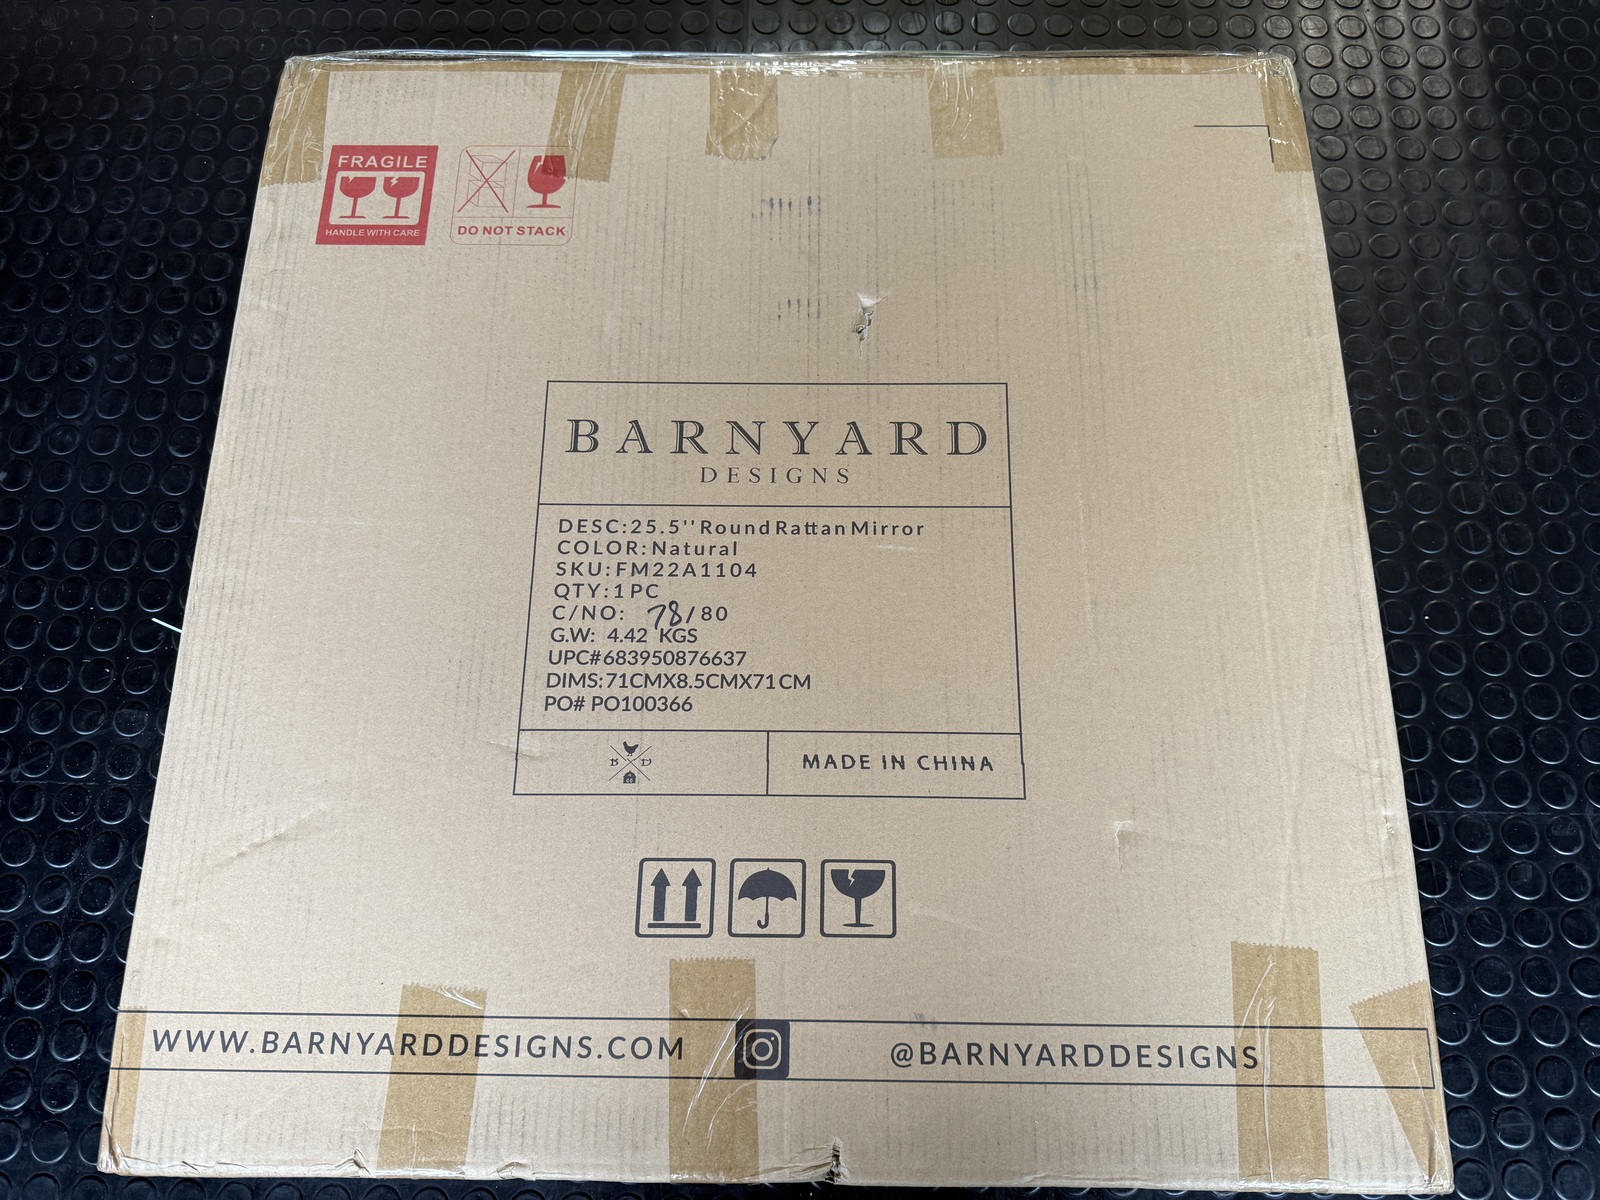 FRAGILE
HANDLE WITH CARE
DO NOT STACK
BARNYARD
DESIGNS
DESC:25.5''Round Rattan Mirror
COLOR:Natural
SKU:FM22A1104
QTY:1 PC
C/NO: 78/80
G.W: 4.42 KGS
UPC#683950876637
DIMS:71CMX8.5CMX71CM
PO# PO100366
B D
MADE IN CHINA
WWW.BARNYARDDESIGNS.COM
@BARNYARDDESIGNS